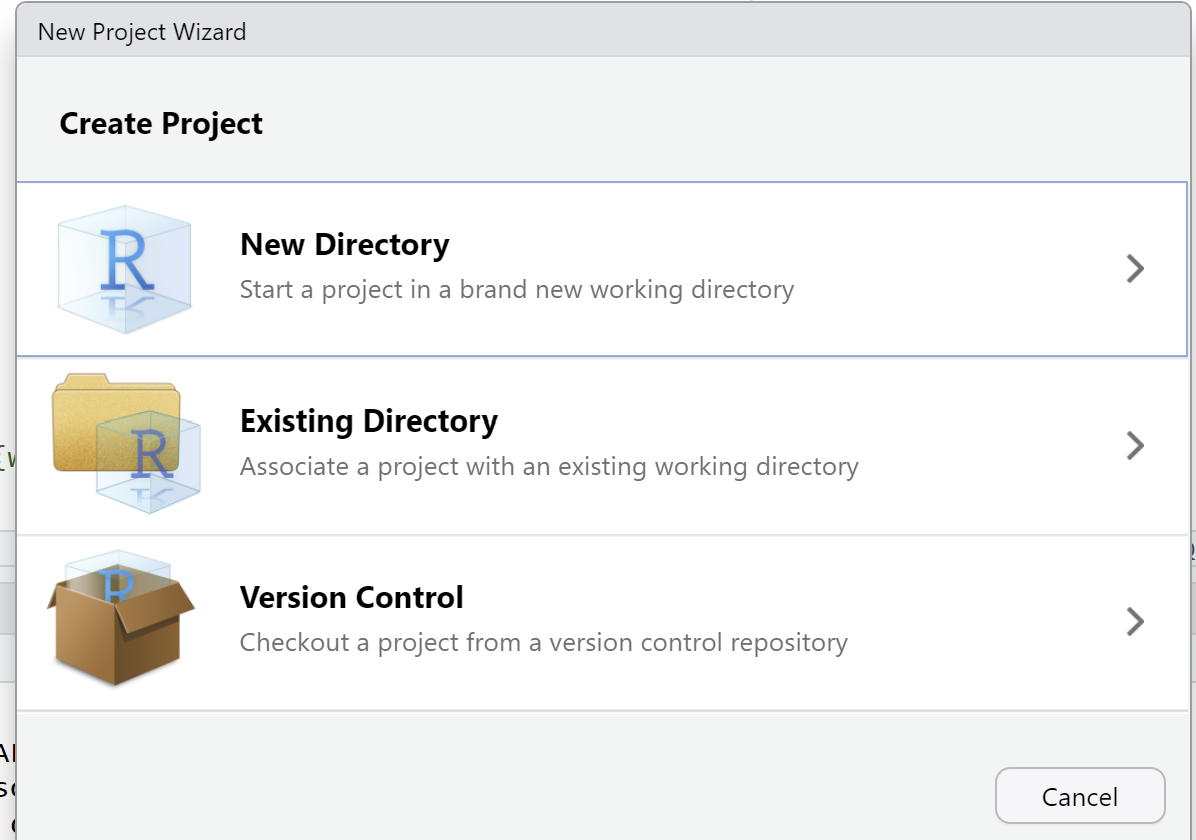 New Project Wizard
Create Project
R
New Directory
Start a project in a brand new working directory
R
Existing Directory
Associate a project with an existing working directory
R
Version Control
Checkout a project from a version control repository
Cancel